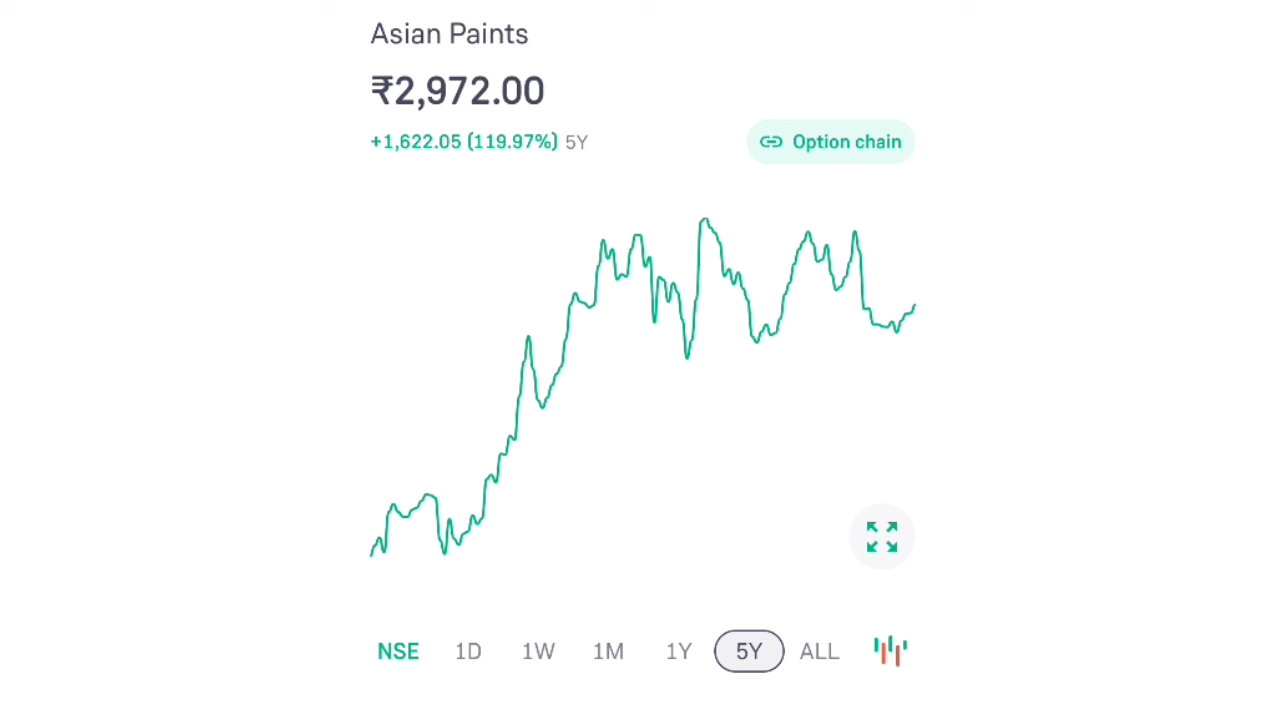 Asian Paints
₹2,972.00
+1,622.05 (119.97%) 5Y
Option chain
NSE 1D 1W 1M 1Y 5Y ALL